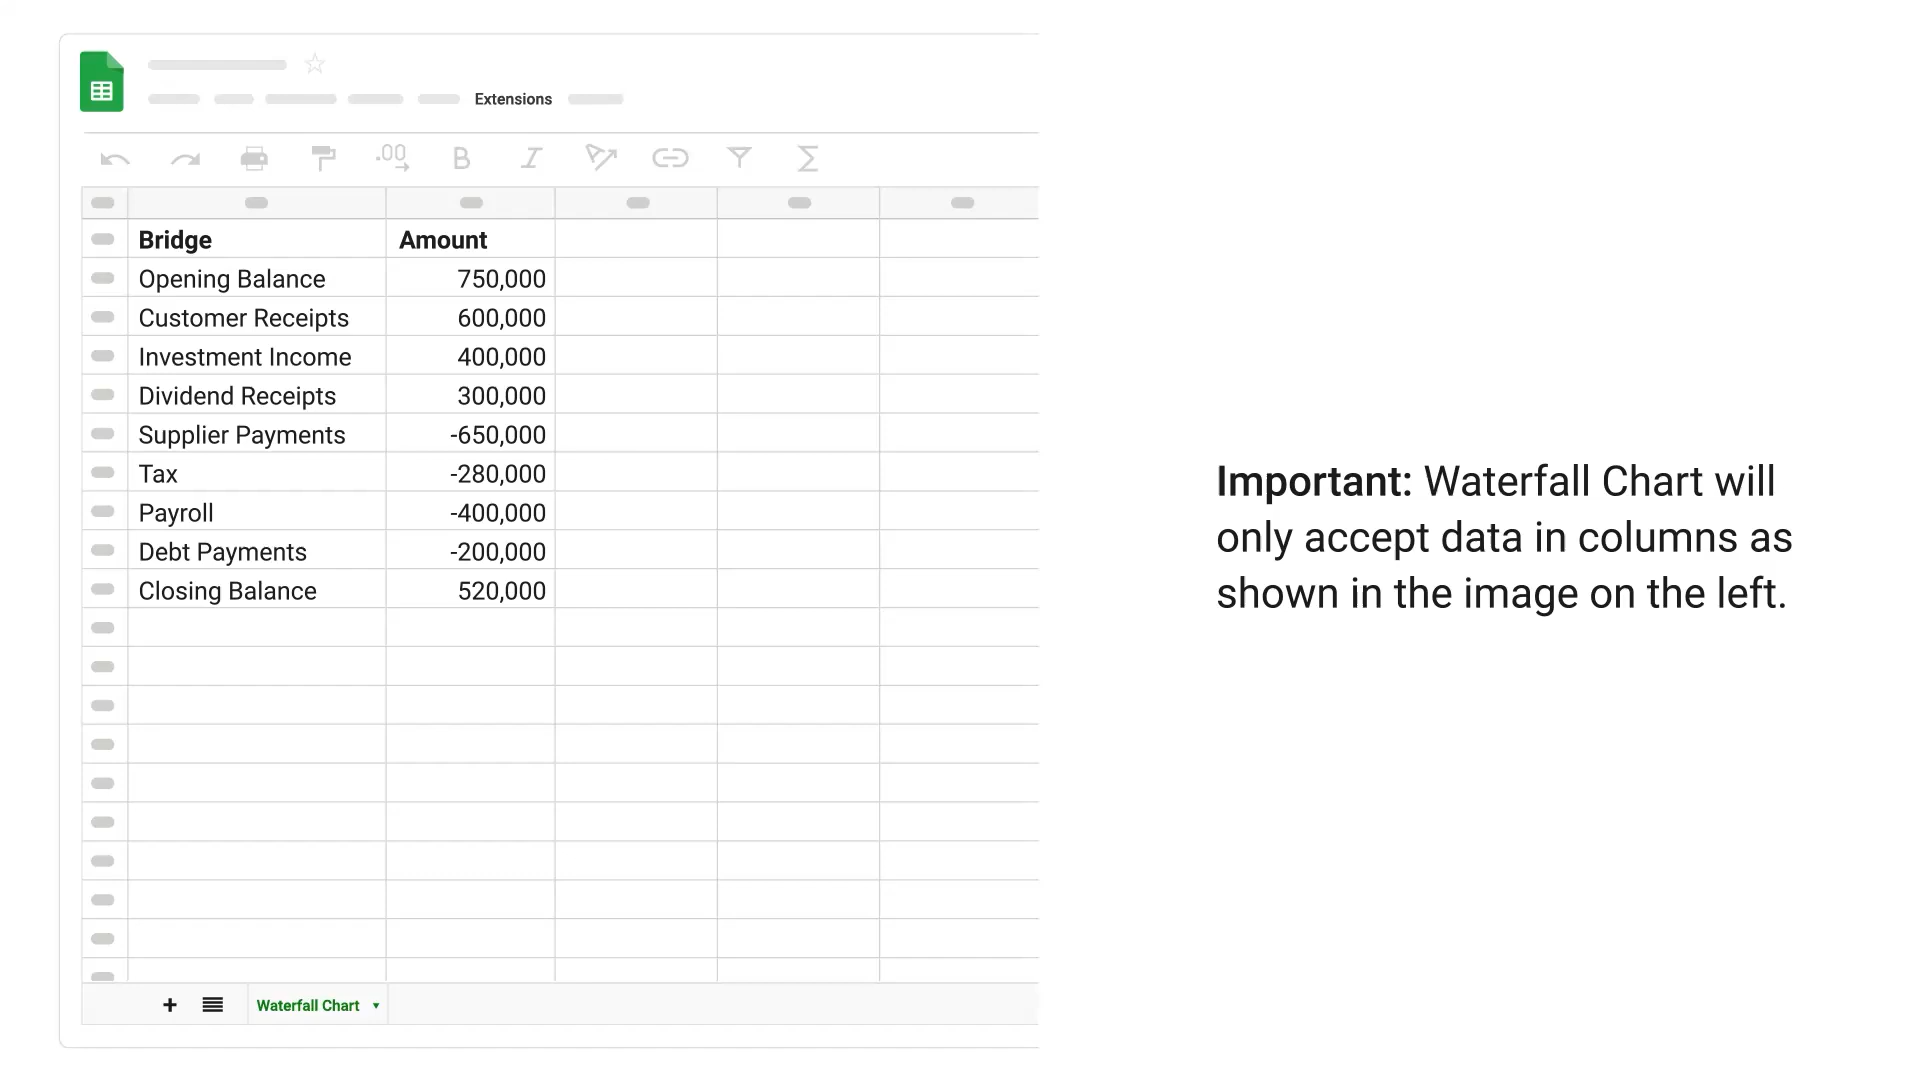 Extensions
.00
B
Bridge Amount
Opening Balance 750,000
Customer Receipts 600,000
Investment Income 400,000
Dividend Receipts 300,000
Supplier Payments -650,000
Tax -280,000
Payroll -400,000
Debt Payments -200,000
Closing Balance 520,000
Waterfall Chart
Important: Waterfall Chart will
only accept data in columns as
shown in the image on the left.